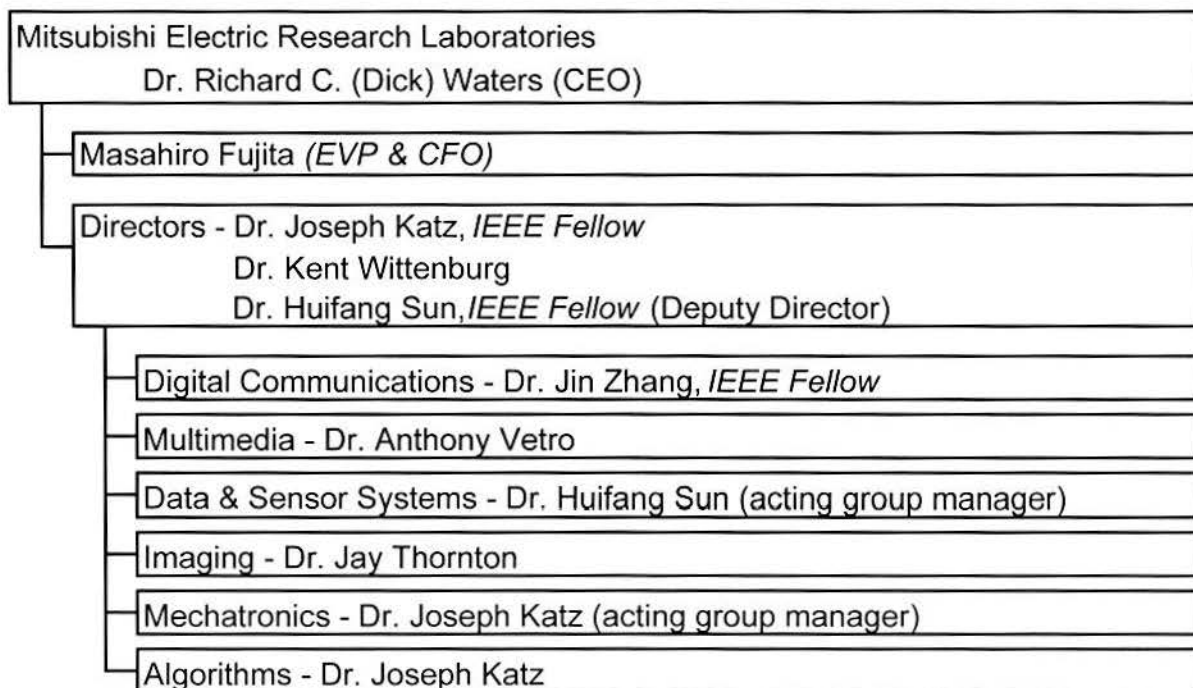 Mitsubishi Electric Research Laboratories
Dr. Richard C. (Dick) Waters (CEO)
Masahiro Fujita (EVP & CFO)
Directors - Dr. Joseph Katz, IEEE Fellow
Dr. Kent Wittenburg
Dr. Huifang Sun, IEEE Fellow (Deputy Director)
Digital Communications - Dr. Jin Zhang, IEEE Fellow
Multimedia - Dr. Anthony Vetro
Data & Sensor Systems - Dr. Huifang Sun (acting group manager)
Imaging - Dr. Jay Thornton
Mechatronics - Dr. Joseph Katz (acting group manager)
Algorithms - Dr. Joseph Katz